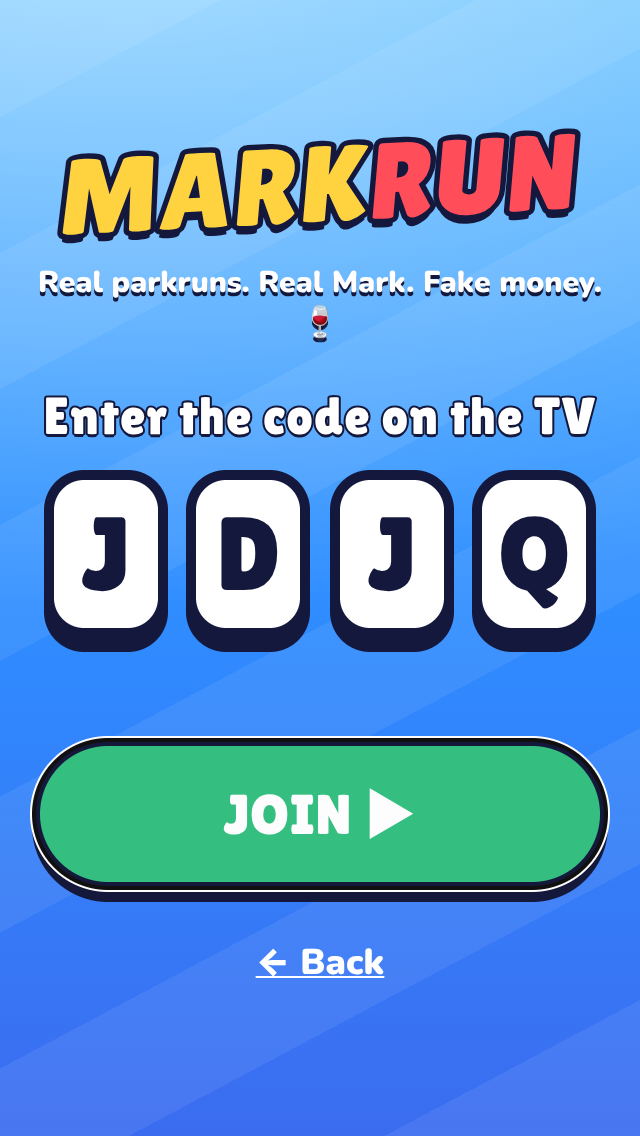 MARKRUN
Real parkruns. Real Mark. Fake money.
🍷
Enter the code on the TV
J D J Q
JOIN ▶
← Back